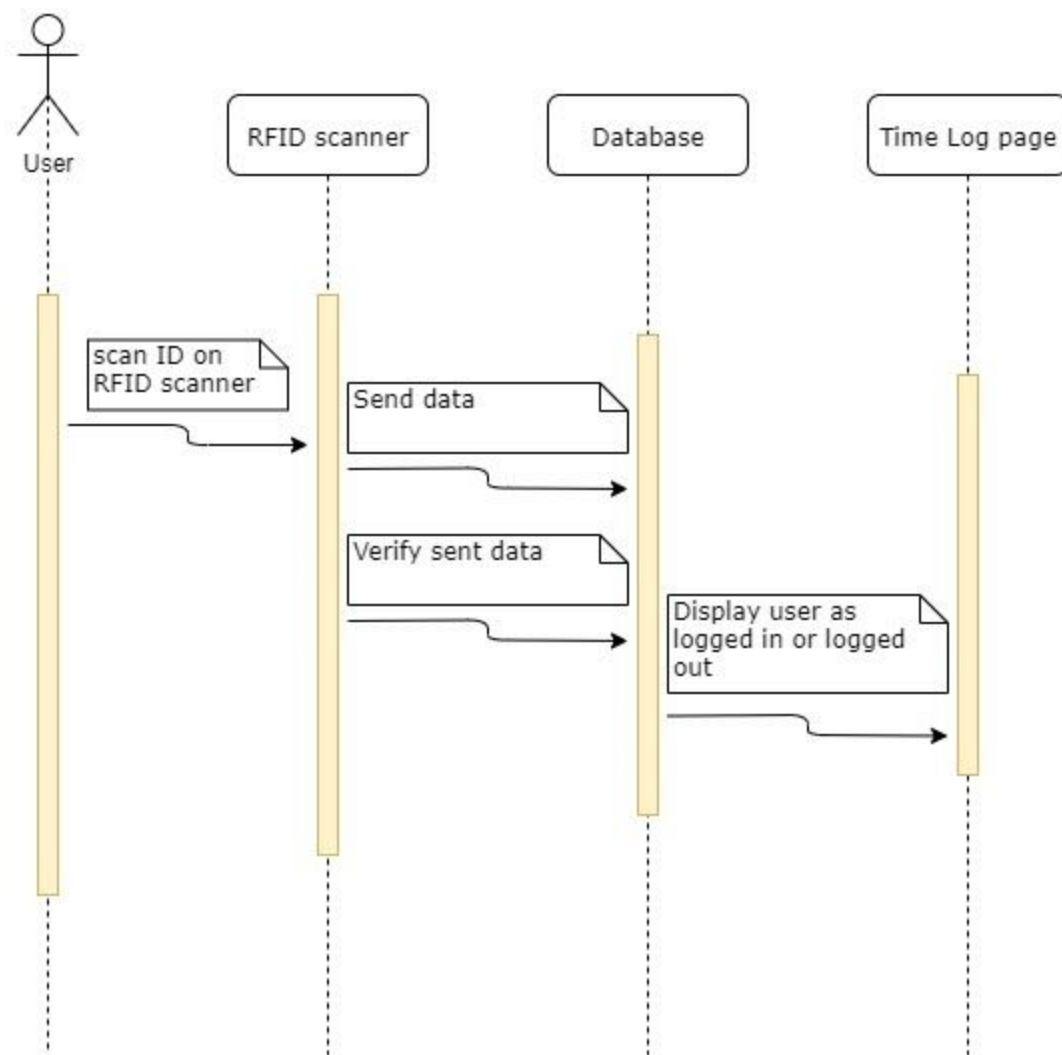 User
RFID scanner
Database
Time Log page
scan ID on
RFID scanner
Send data
Verify sent data
Display user as
logged in or logged
out